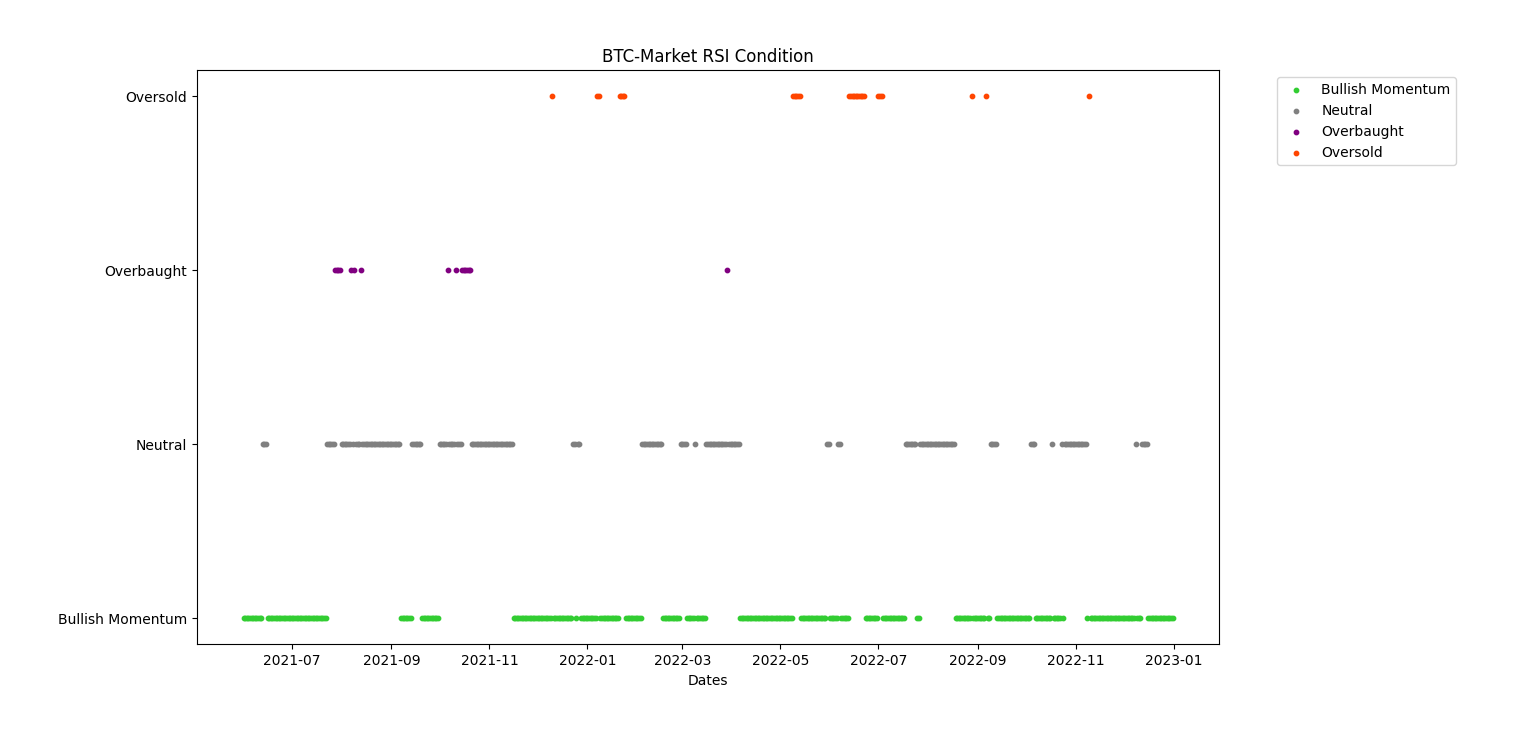 BTC-Market RSI Condition
Oversold
Overbaught
Neutral
Bullish Momentum
2021-07 2021-09 2021-11 2022-01 2022-03 2022-05 2022-07 2022-09 2022-11 2023-01
Dates
Bullish Momentum
Neutral
Overbaught
Oversold